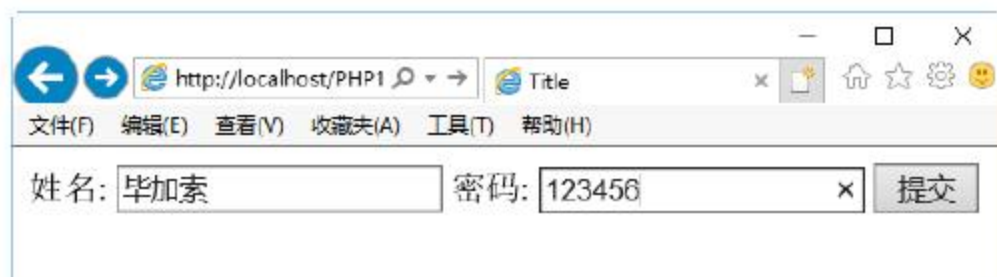 http://localhost/PHP1 Title
文件(F) 编辑(E) 查看(V) 收藏夹(A) 工具(T) 帮助(H)
姓名: 毕加索 密码: 123456 提交